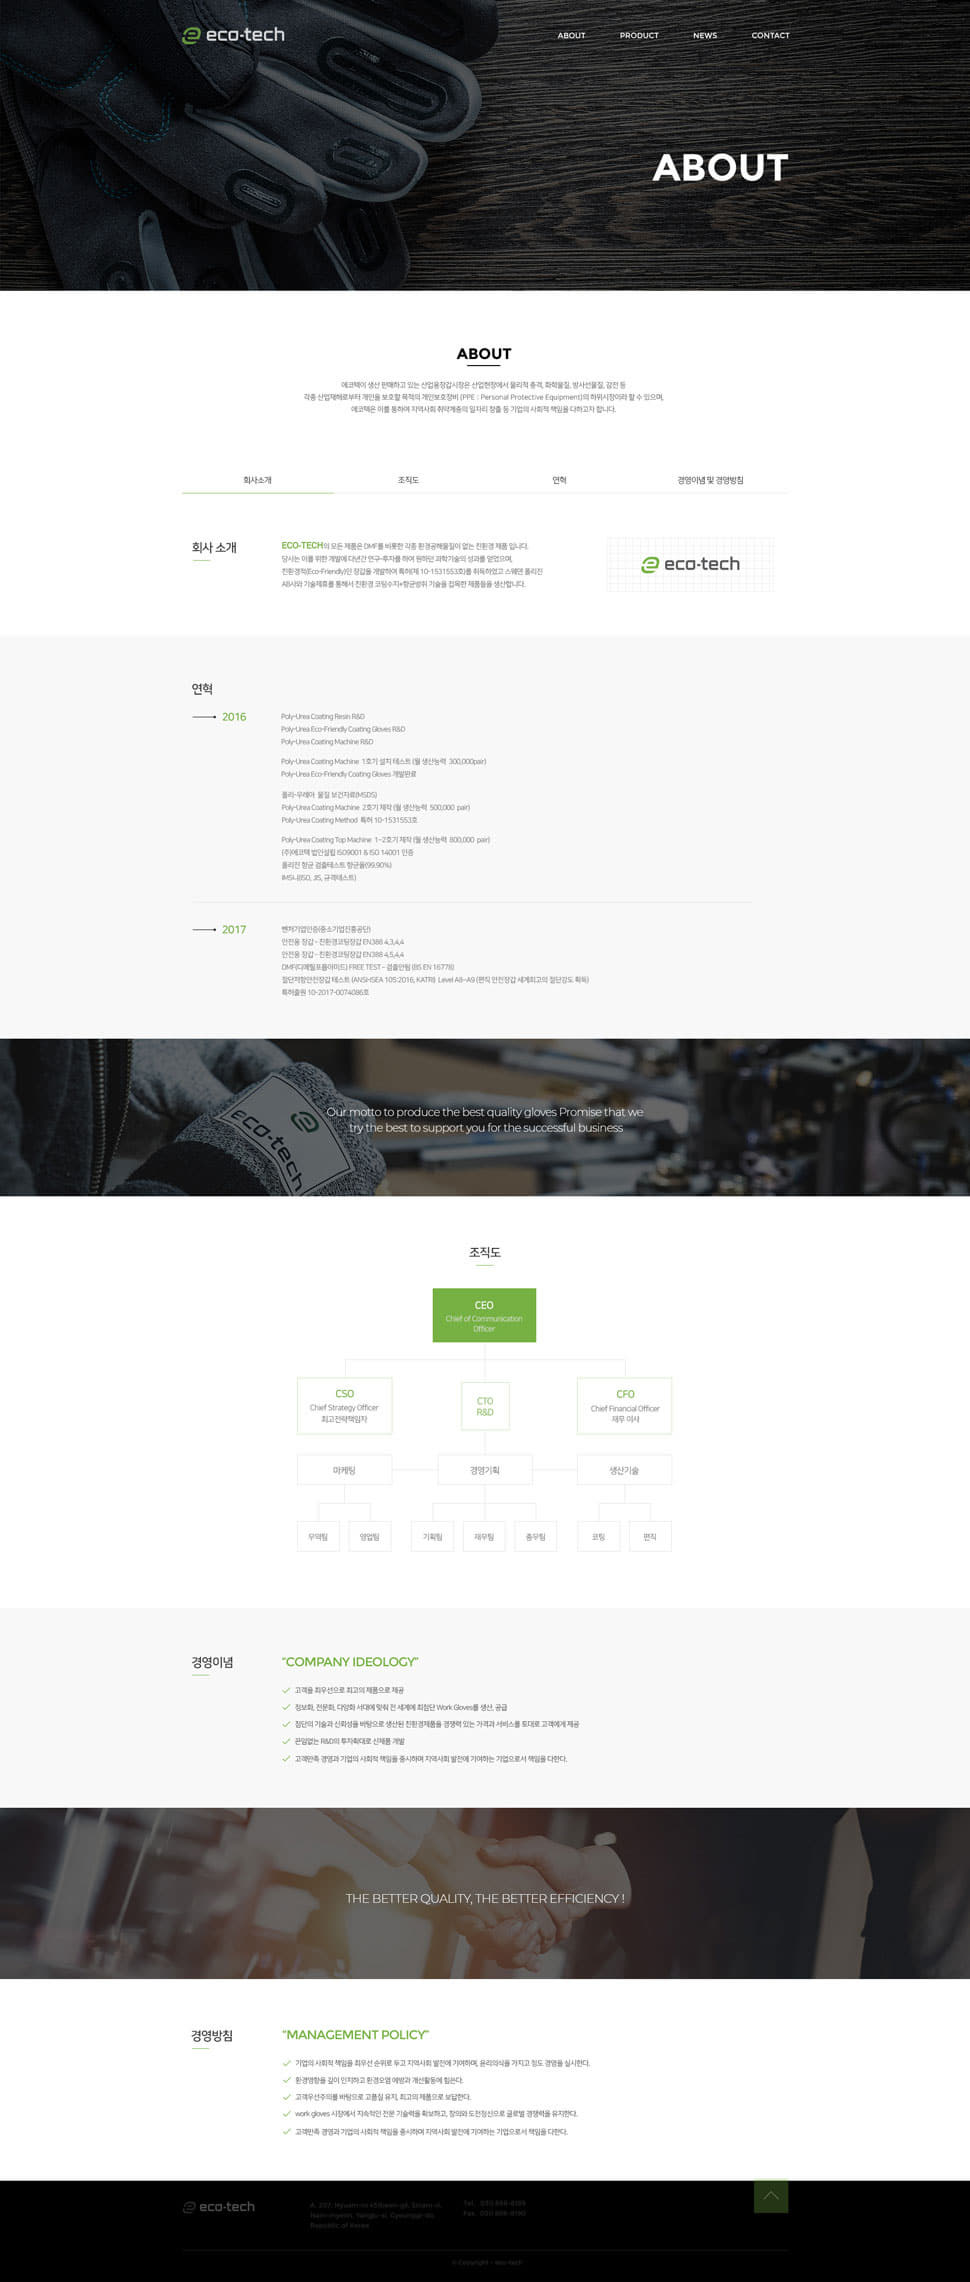 eco-tech
ABOUT PRODUCT NEWS CONTACT
ABOUT
ABOUT
에코텍이 생산 판매하고 있는 산업용장갑시장은 산업현장에서 물리적 충격, 화학물질, 방사선물질, 감전 등
각종 산업재해로부터 개인을 보호할 목적의 개인보호장비 (PPE : Personal Protective Equipment)의 하위시장이라 할 수 있으며,
에코텍은 이를 통하여 지역사회 취약계층의 일자리 창출 등 기업의 사회적 책임을 다하고자 합니다.
회사소개 조직도 연혁 경영이념 및 경영방침
회사 소개
ECO-TECH의 모든 제품은 DMF를 비롯한 각종 환경공해물질이 없는 친환경 제품 입니다.
당사는 이를 위한 개발에 다년간 연구·투자를 하여 원하던 과학기술의 성과를 얻었으며,
친환경적(Eco-Friendly)인 장갑을 개발하여 특허(제 10-1531553호)를 취득하였고 스웨덴 폴리진
AB사와 기술제휴를 통해서 친환경 코팅수지+항균방취 기술을 접목한 제품들을 생산합니다.
eco-tech
연혁
2016
Poly-Urea Coating Resin R&D
Poly-Urea Eco-Friendly Coating Gloves R&D
Poly-Urea Coating Machine R&D
Poly-Urea Coating Machine 1호기 설치 테스트 (월 생산능력 300,000pair)
Poly-Urea Eco-Friendly Coating Gloves 개발완료
폴리-우레아 물질 보건자료(MSDS)
Poly-Urea Coating Machine 2호기 제작 (월 생산능력 500,000 pair)
Poly-Urea Coating Method 특허 10-1531553호
Poly-Urea Coating Top Machine 1~2호기 제작 (월 생산능력 800,000 pair)
(주)에코텍 법인설립 ISO9001 & ISO 14001 인증
폴리진 항균 검출테스트 항균율(99.90%)
(ISO, JIS, 규격테스트)
2017
벤처기업인증(중소기업진흥공단)
안전용 장갑 - 친환경코팅장갑 EN388 4,3,4,4
안전용 장갑 - 친환경코팅장갑 EN388 4,5,4,4
DMF(디메틸포름아미드) FREE TEST - 검출안됨 (BS EN 16778)
절단저항안전장갑 테스트 (ANSI/ISEA 105:2016, KATRI) Level A8~A9 (편직 안전장갑 세계최고의 절단강도 획득)
특허출원 10-2017-0074086호
eco-tech
Our motto to produce the best quality gloves Promise that we
try the best to support you for the successful business
조직도
CEO
Chief of Communication
Officer
CSO
Chief Strategy Officer
최고전략책임자
CTO
R&D
CFO
Chief Financial Officer
재무 이사
마케팅 경영기획 생산기술
무역팀 영업팀 기획팀 재무팀 총무팀 코팅 편직
경영이념
“COMPANY IDEOLOGY”
고객을 최우선으로 최고의 제품으로 제공
정보화, 전문화, 다양화 시대에 맞춰 전 세계에 최첨단 Work Gloves를 생산, 공급
첨단의 기술과 신뢰성을 바탕으로 생산된 친환경제품을 경쟁력 있는 가격과 서비스를 토대로 고객에게 제공
끊임없는 R&D의 투자확대로 신제품 개발
고객만족 경영과 기업의 사회적 책임을 중시하며 지역사회 발전에 기여하는 기업으로서 책임을 다한다.
THE BETTER QUALITY, THE BETTER EFFICIENCY !
경영방침
“MANAGEMENT POLICY”
기업의 사회적 책임을 최우선 순위로 두고 지역사회 발전에 기여하며, 윤리의식을 가지고 정도 경영을 실시한다.
환경영향을 깊이 인지하고 환경오염 예방과 개선활동에 힘쓴다.
고객우선주의를 바탕으로 고품질 유지, 최고의 제품으로 보답한다.
work gloves 시장에서 지속적인 전문 기술력을 확보하고, 창의와 도전정신으로 글로벌 경쟁력을 유지한다.
고객만족 경영과 기업의 사회적 책임을 중시하며 지역사회 발전에 기여하는 기업으로서 책임을 다한다.
eco-tech
Republic of Korea
© Copyright - eco-tech